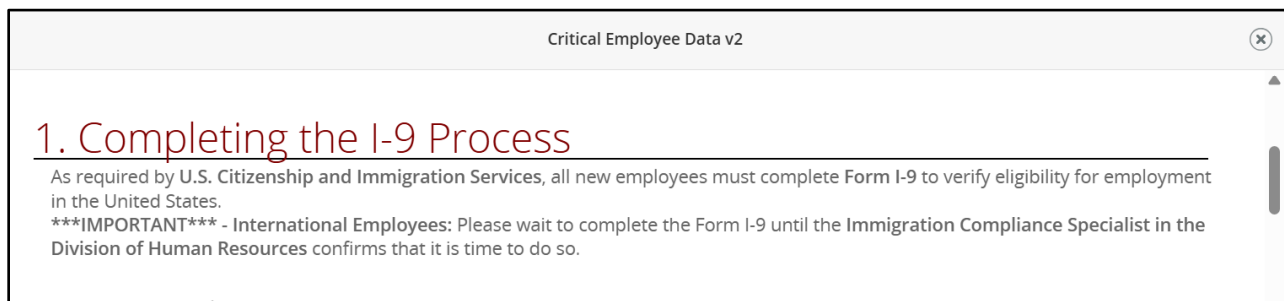 Critical Employee Data v2
1. Completing the I-9 Process
As required by U.S. Citizenship and Immigration Services, all new employees must complete Form I-9 to verify eligibility for employment
in the United States.
***IMPORTANT*** - International Employees: Please wait to complete the Form I-9 until the Immigration Compliance Specialist in the
Division of Human Resources confirms that it is time to do so.